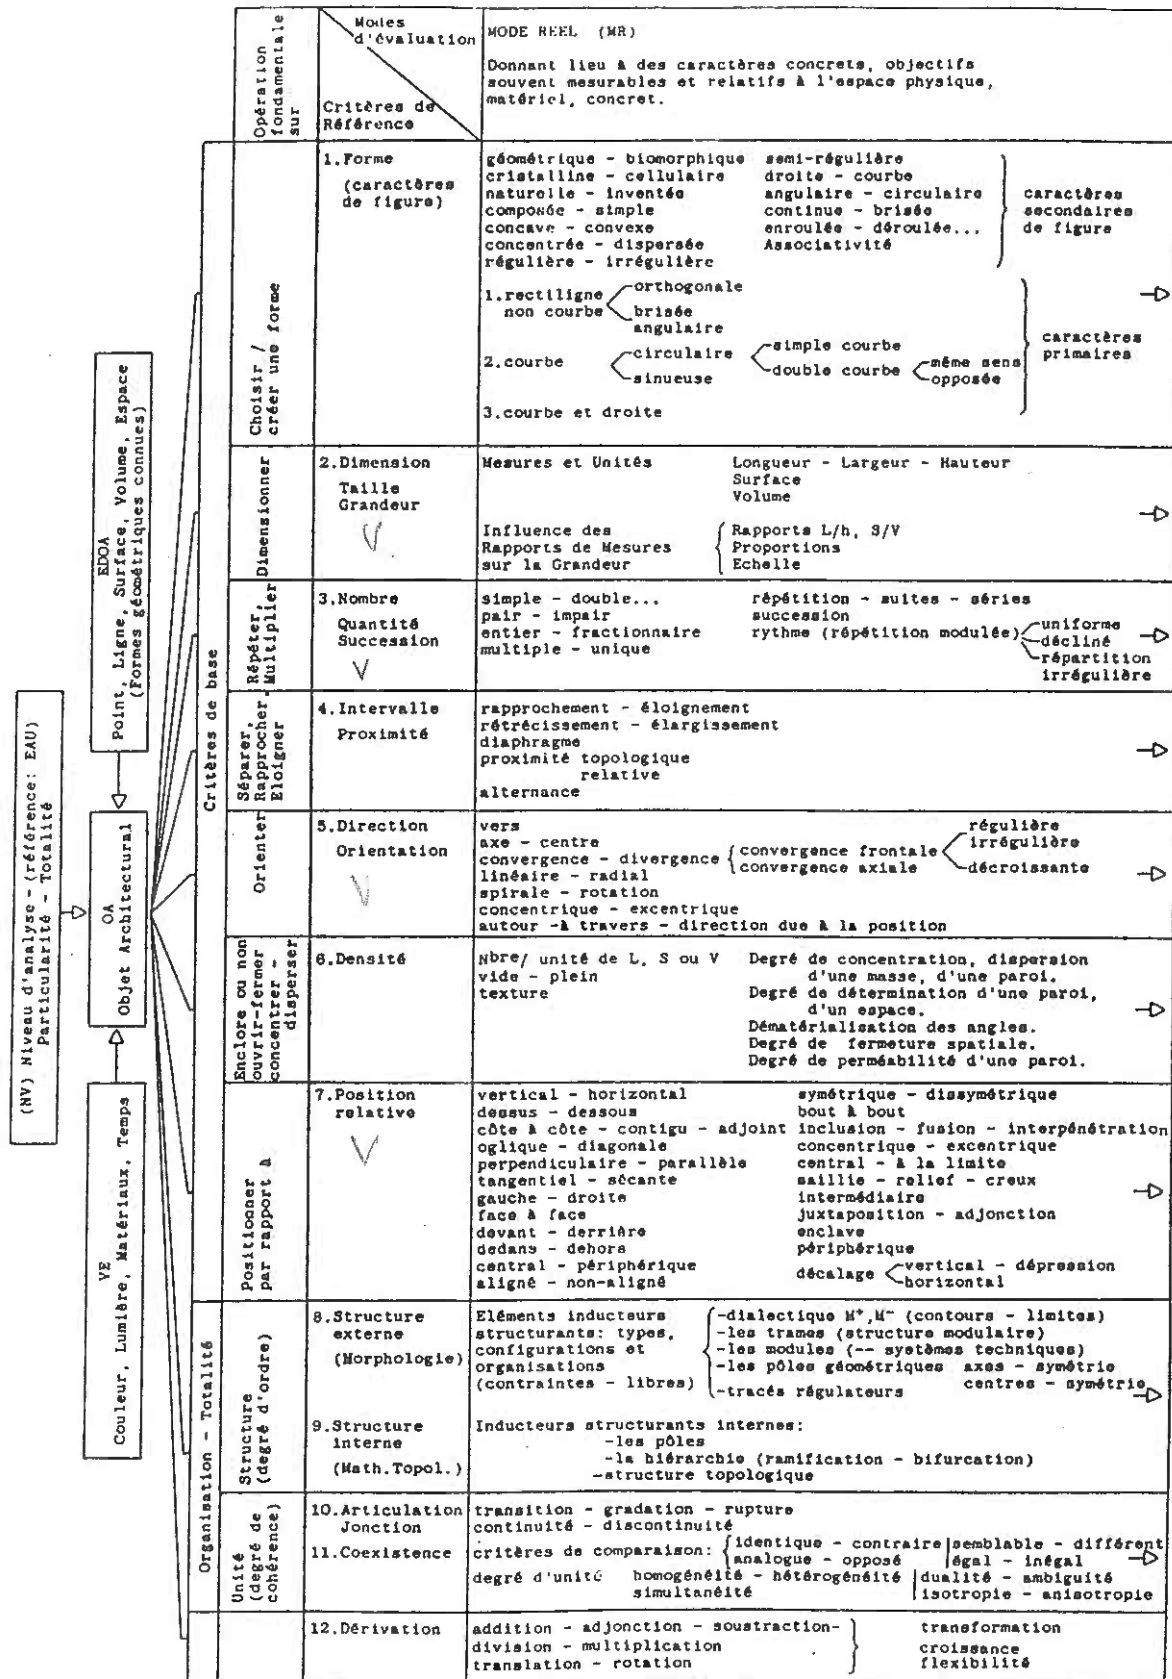 (NV) Niveau d'analyse - (référence: EAU)
Particularité - Totalité
EDOA
Point, Ligne, Surface, Volume, Espace
(Formes géométriques connues)
OA
Objet Architectural
VE
Couleur, Lumière, Matériaux, Temps
Opération
fondamentale
sur
Modes
d'évaluation
Critères de
Référence
MODE REEL (MR)
Donnant lieu à des caractères concrets, objectifs
souvent mesurables et relatifs à l'espace physique,
matériel, concret.
Critères de base
Choisir /
créer une forme
1.Forme
(caractères
de figure)
géométrique - biomorphique
cristalline - cellulaire
naturelle - inventée
composée - simple
concave - convexe
concentrée - dispersée
régulière - irrégulière
semi-régulière
droite - courbe
angulaire - circulaire
continue - brisée
enroulée - déroulée...
Associativité
caractères
secondaires
de figure
1.rectiligne
non courbe
orthogonale
brisée
angulaire
2.courbe
circulaire
sinueuse
simple courbe
double courbe
même sens
opposée
3.courbe et droite
caractères
primaires
Dimensionner
2.Dimension
Taille
Grandeur
Mesures et Unités
Longueur - Largeur - Hauteur
Surface
Volume
Influence des
Rapports de Mesures
sur la Grandeur
Rapports L/h, S/V
Proportions
Echelle
Répéter,
Multiplier
3.Nombre
Quantité
Succession
simple - double...
pair - impair
entier - fractionnaire
multiple - unique
répétition - suites - séries
succession
rythme (répétition modulée)
uniforme
décliné
répartition
irrégulière
Séparer,
Rapprocher -
Eloigner
4.Intervalle
Proximité
rapprochement - éloignement
rétrécissement - élargissement
diaphragme
proximité topologique
relative
alternance
Orienter
5.Direction
Orientation
vers
axe - centre
convergence - divergence
linéaire - radial
spirale - rotation
concentrique - excentrique
autour -à travers - direction due à la position
convergence frontale
convergence axiale
régulière
irrégulière
décroissante
Enclore ou non
ouvrir-fermer
concentrer -
disperser
6.Densité
Nbre/ unité de L, S ou V
vide - plein
texture
Degré de concentration, dispersion
d'une masse, d'une paroi.
Degré de détermination d'une paroi,
d'un espace.
Dématérialisation des angles.
Degré de fermeture spatiale.
Degré de perméabilité d'une paroi.
Positionner
par rapport à
7.Position
relative
vertical - horizontal
dessus - dessous
côte à côte - contigu - adjoint
oglique - diagonale
perpendiculaire - parallèle
tangentiel - sécante
gauche - droite
face à face
devant - derrière
dedans - dehors
central - périphérique
aligné - non-aligné
symétrique - dissymétrique
bout à bout
inclusion - fusion - interpénétration
concentrique - excentrique
central - à la limite
saillie - relief - creux
intermédiaire
juxtaposition - adjonction
enclave
périphérique
décalage
vertical - dépression
horizontal
Organisation - Totalité
Structure
(degré d'ordre)
8.Structure
externe
(Morphologie)
Eléments inducteurs
structurants: types,
configurations et
organisations
(contraintes - libres)
-dialectique M⁺,M⁻ (contours - limites)
-les trames (structure modulaire)
-les modules (-- systèmes techniques)
-les pôles géométriques axes - symétrie
centres - symétrie
-tracés régulateurs
9.Structure
interne
(Math.Topol.)
Inducteurs structurants internes:
-les pôles
-la hiérarchie (ramification - bifurcation)
-structure topologique
Unité
(degré de
cohérence)
10.Articulation
Jonction
transition - gradation - rupture
continuité - discontinuité
11.Coexistence
critères de comparaison:
identique - contraire
analogue - opposé
semblable - différent
égal - inégal
degré d'unité
homogénéité - hétérogénéité
simultanéité
dualité - ambiguité
isotropie - anisotropie
12.Dérivation
addition - adjonction - soustraction-
division - multiplication
translation - rotation
transformation
croissance
flexibilité